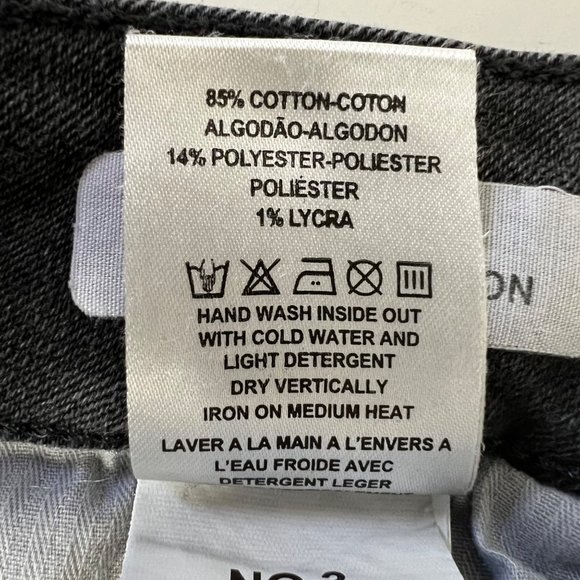 85% COTTON-COTON
ALGODÃO-ALGODON
14% POLYESTER-POLIESTER
POLIÉSTER
1% LYCRA
ON
HAND WASH INSIDE OUT
WITH COLD WATER AND
LIGHT DETERGENT
DRY VERTICALLY
IRON ON MEDIUM HEAT
LAVER A LA MAIN A L'ENVERS A
L'EAU FROIDE AVEC
DETERGENT LEGER